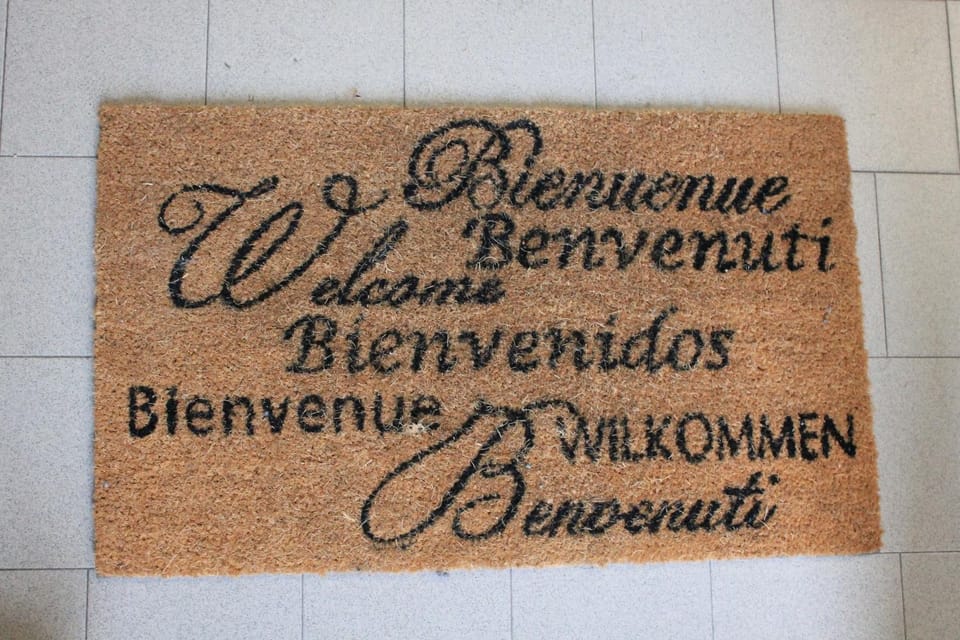 Bienvenue
Benvenuti
Welcome
Bienvenidos
Bienvenue
WILKOMMEN
Benvenuti